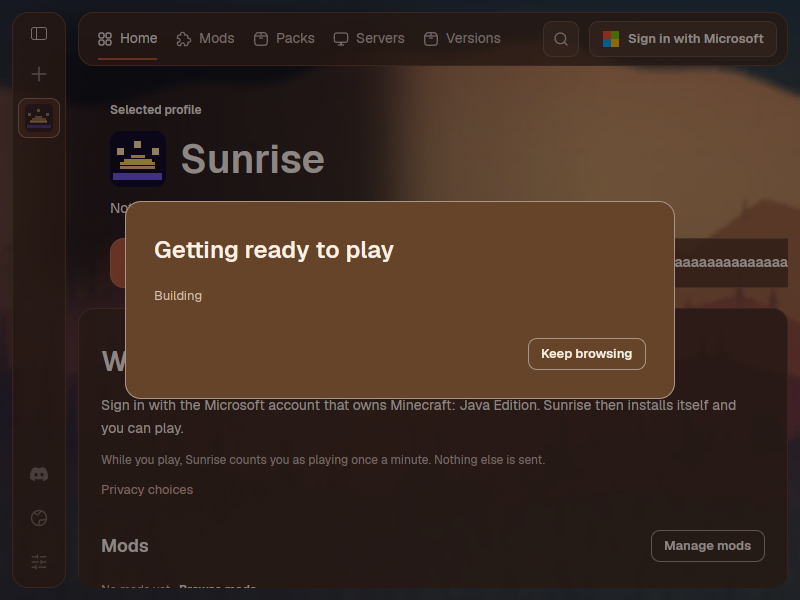 Home Mods Packs Servers Versions Sign in with Microsoft
Selected profile
Sunrise
Getting ready to play
aaaaaaaaaaaaaa
Building
Keep browsing
Sign in with the Microsoft account that owns Minecraft: Java Edition. Sunrise then installs itself and
you can play.
While you play, Sunrise counts you as playing once a minute. Nothing else is sent.
Privacy choices
Mods Manage mods